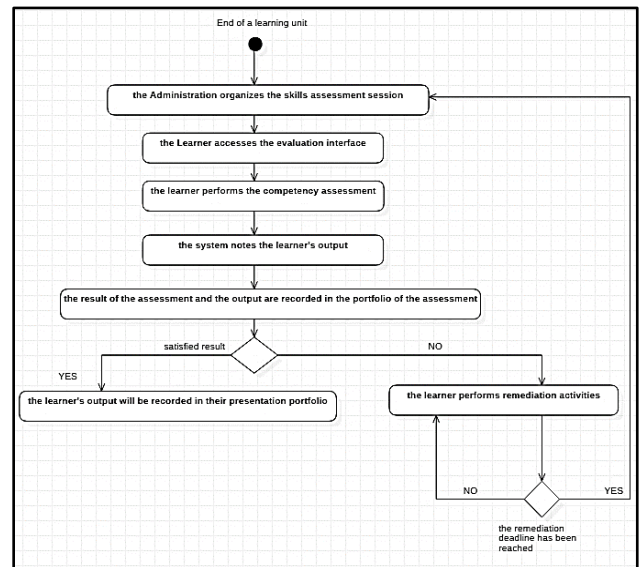 End of a learning unit
the Administration organizes the skills assessment session
the Learner accesses the evaluation interface
the learner performs the competency assessment
the system notes the learner's output
the result of the assessment and the output are recorded in the portfolio of the assessment
satisfied result
NO
YES
the learner's output will be recorded in their presentation portfolio
the learner performs remediation activities
NO
YES
the remediation
deadline has been
reached